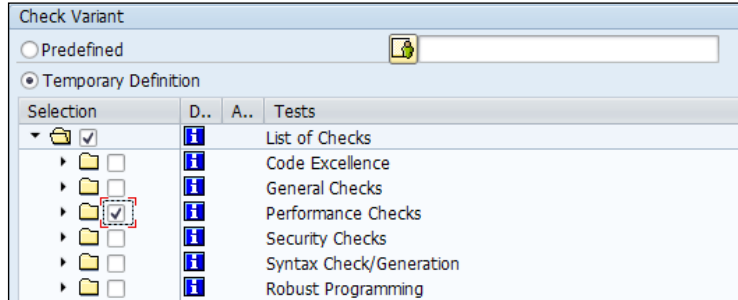 Check Variant
Predefined
Temporary Definition
Selection D.. A.. Tests
List of Checks
Code Excellence
General Checks
Performance Checks
Security Checks
Syntax Check/Generation
Robust Programming